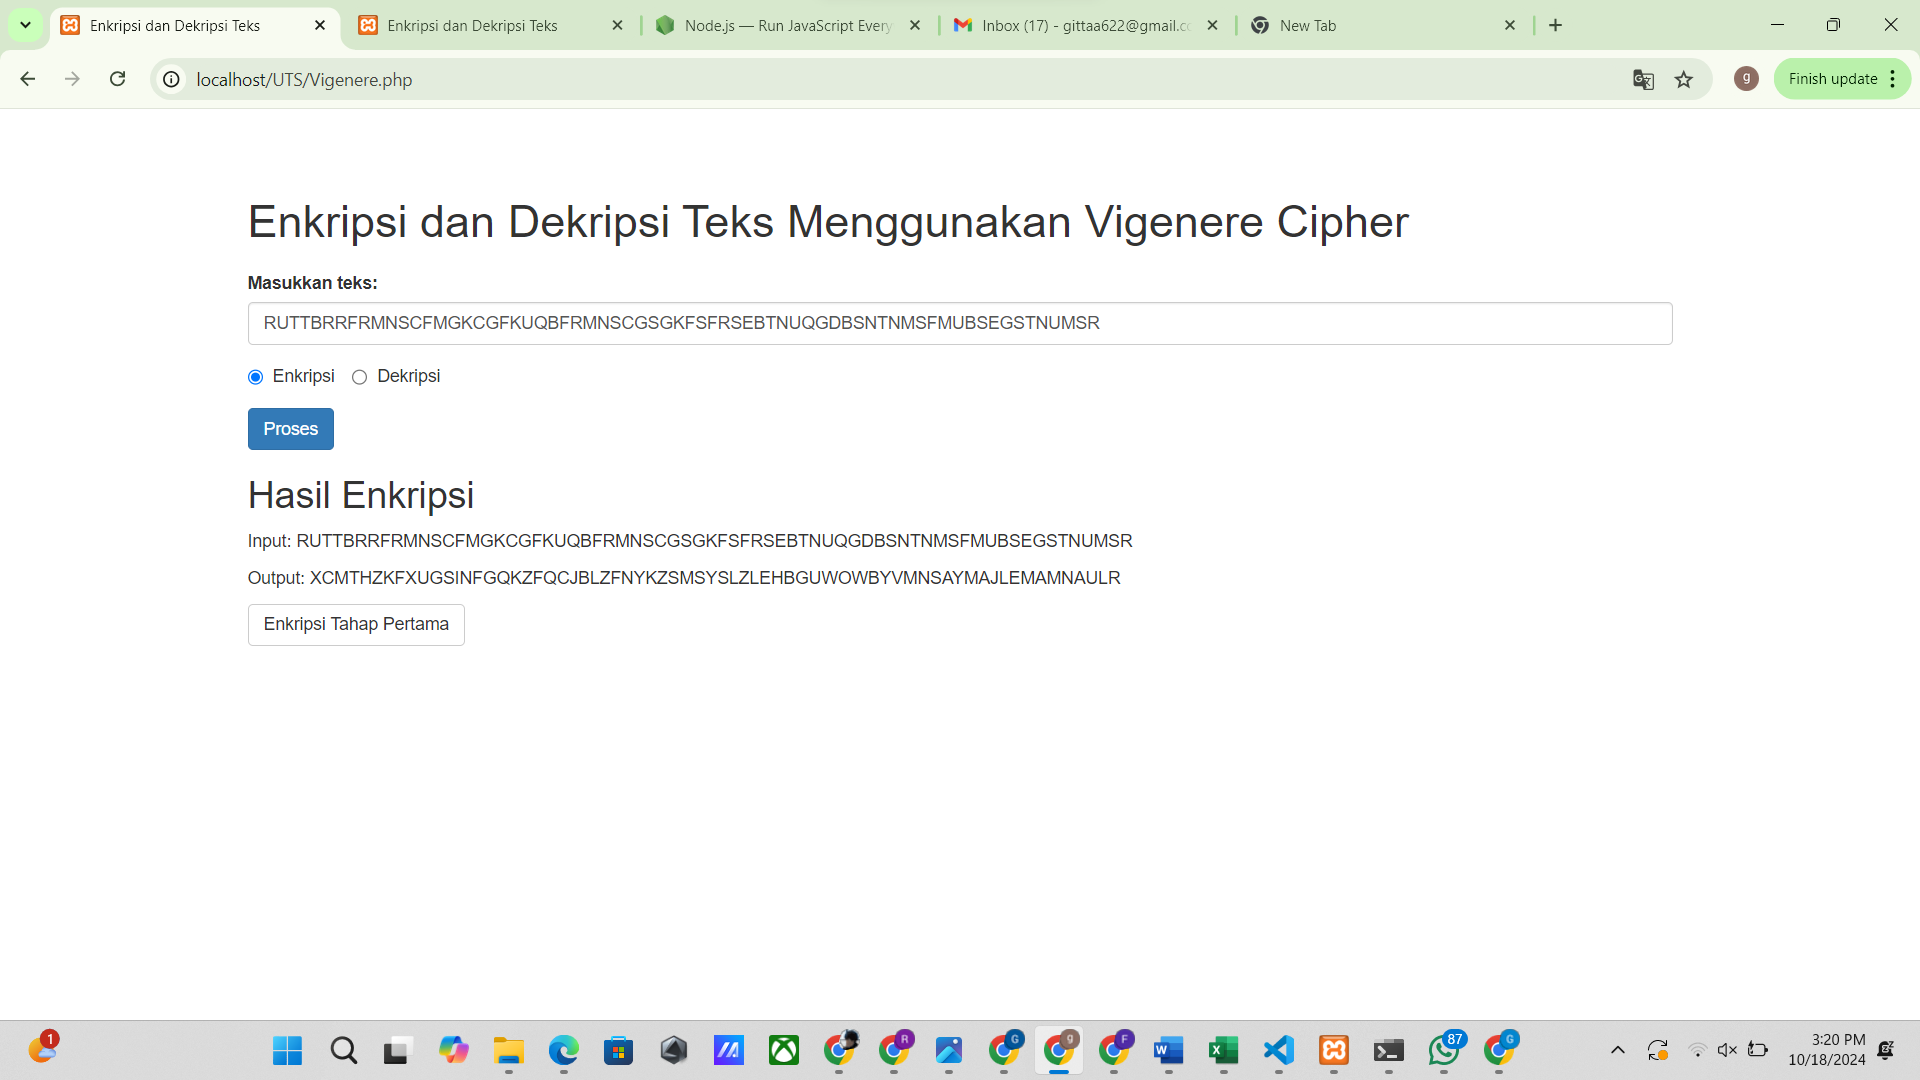 Enkripsi dan Dekripsi Teks
Enkripsi dan Dekripsi Teks
Node.js — Run JavaScript Every
Inbox (17) - gittaa622@gmail.co
New Tab
localhost/UTS/Vigenere.php
g
Finish update
Enkripsi dan Dekripsi Teks Menggunakan Vigenere Cipher
Masukkan teks:
RUTTBRRFRMNSCFMGKCGFKUQBFRMNSCGSGKFSFRSEBTNUQGDBSNTNMSFMUBSEGSTNUMSR
Enkripsi Dekripsi
Proses
Hasil Enkripsi
Input: RUTTBRRFRMNSCFMGKCGFKUQBFRMNSCGSGKFSFRSEBTNUQGDBSNTNMSFMUBSEGSTNUMSR
Output: XCMTHZKFXUGSINFGQKZFQCJBLZFNYKZSMSYSLZLEHBGUWOWBYVMNSAYMAJLEMAMNAULR
Enkripsi Tahap Pertama
1
R
G
g
F
W
X
87
G
3:20 PM
10/18/2024